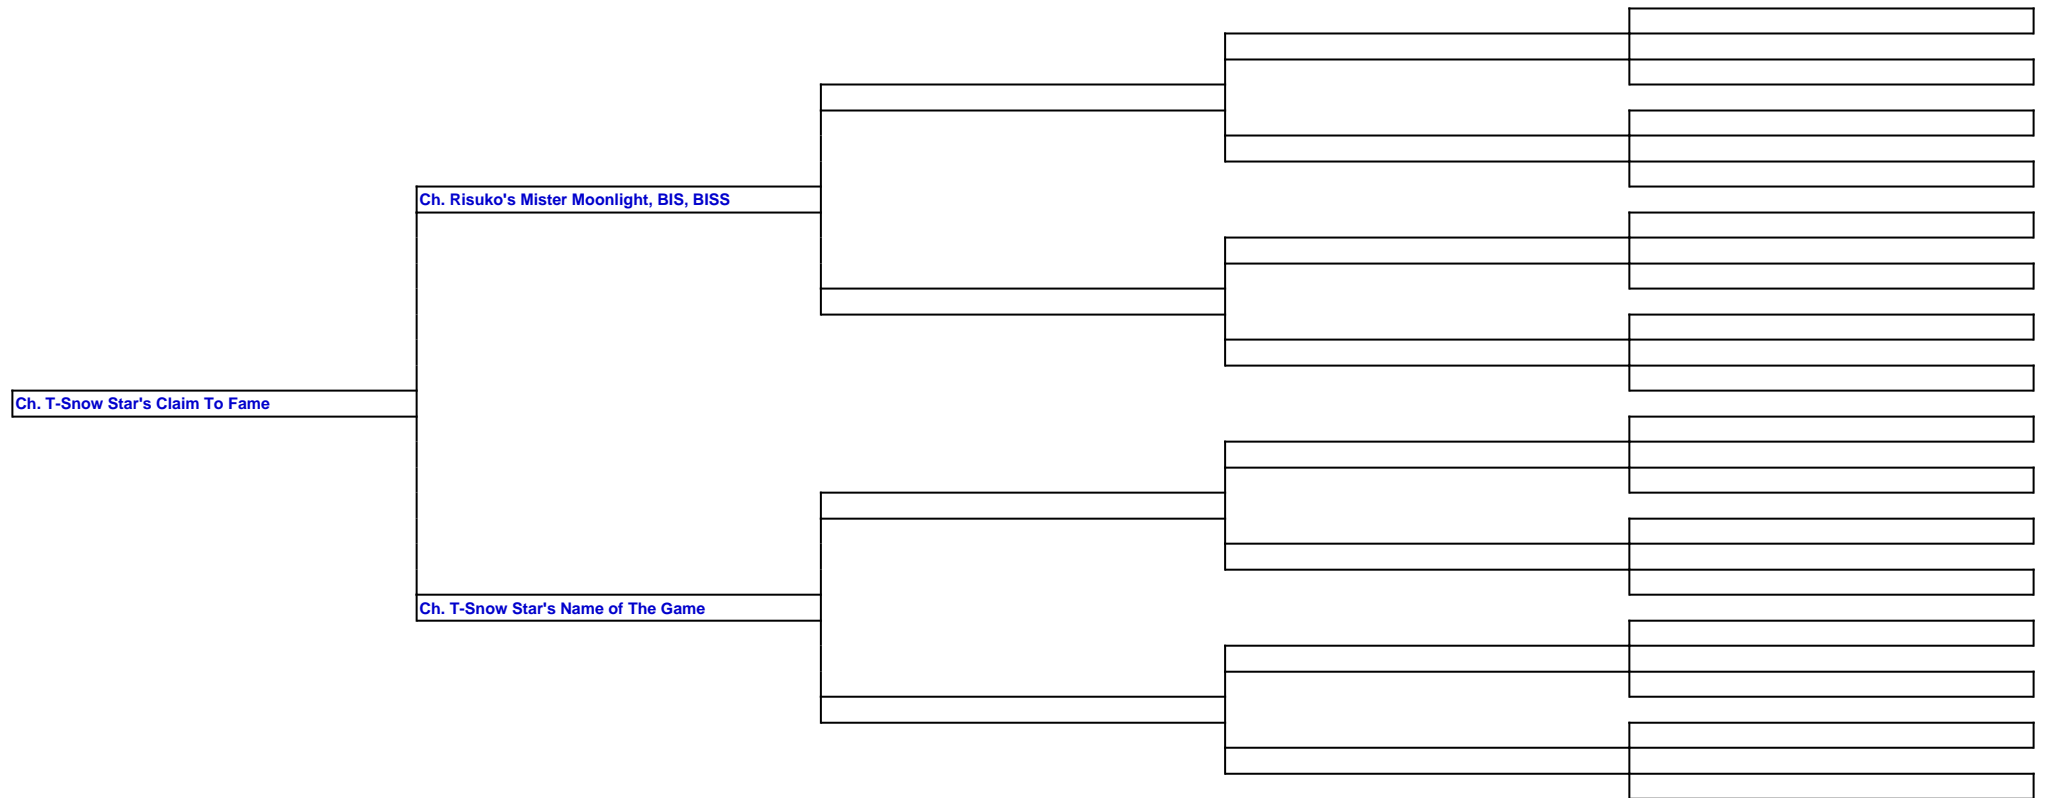 Ch. Risuko's Mister Moonlight, BIS, BISS
Ch. T-Snow Star's Claim To Fame
Ch. T-Snow Star's Name of The Game